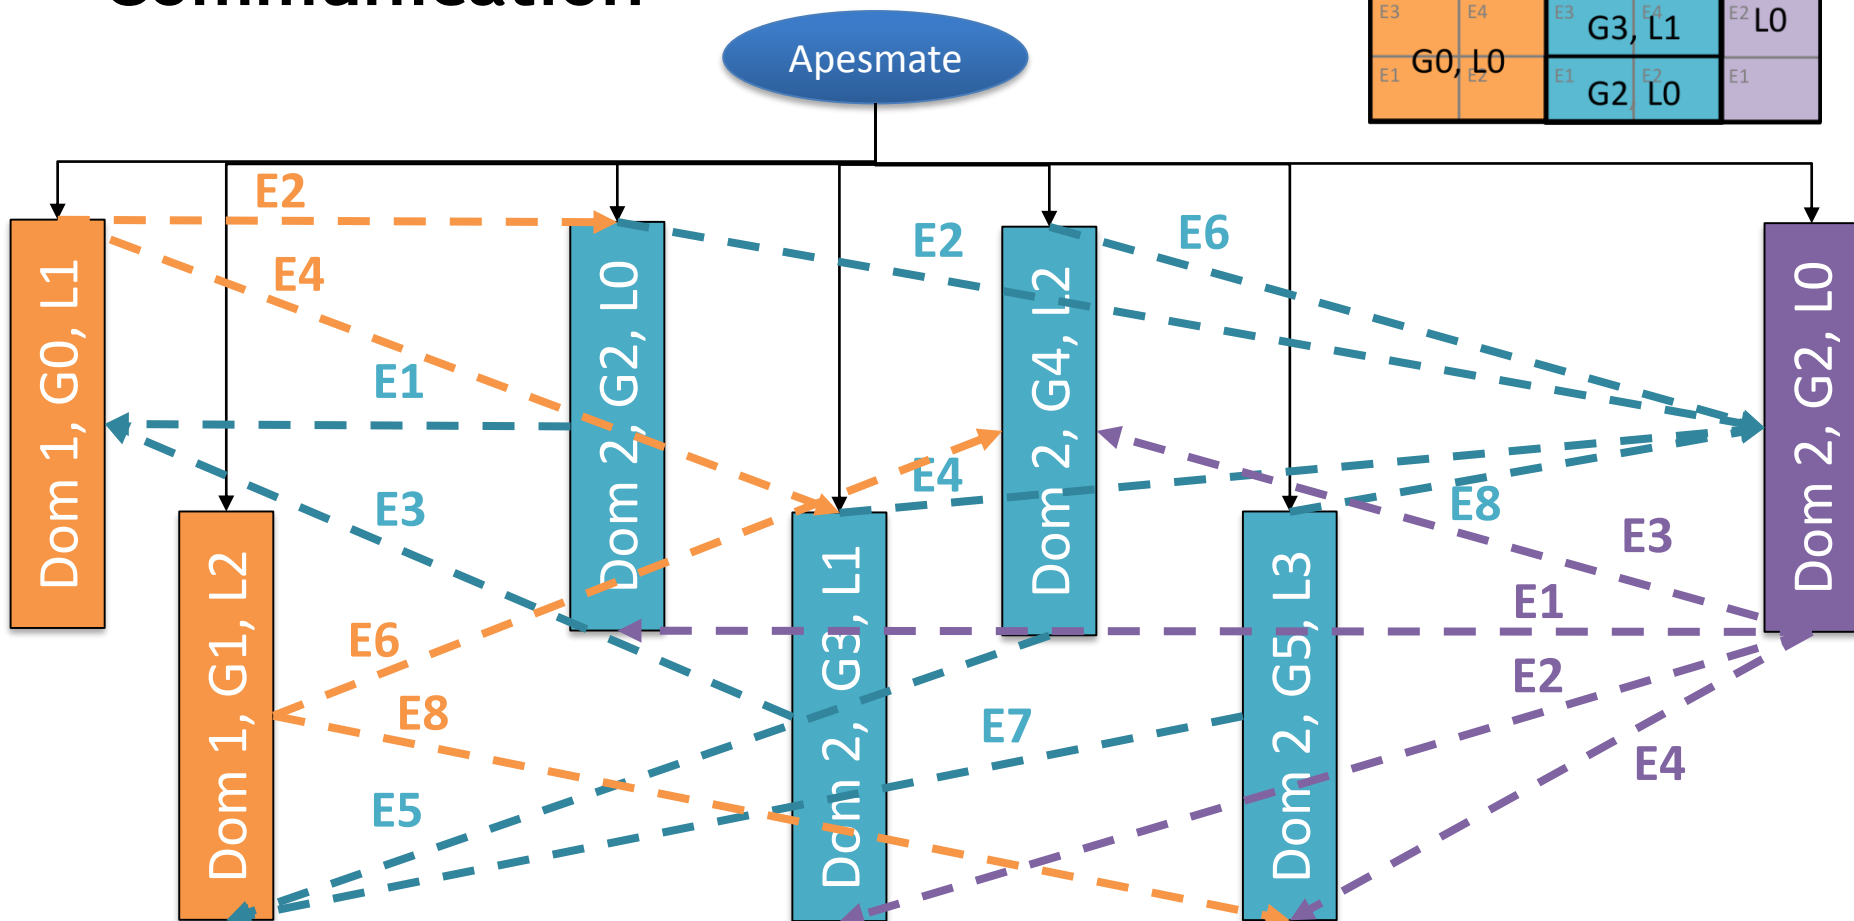 Communication
Apesmate
E3 E4 E3 E4 E2 L0
G3, L1
G0, L0
E1 E2 E1 E2 E1
G2, L0
E2
E4
E2
E6
E1
E3
E4
E8
E3
E1
E6
E8
E2
E7
E4
E5
Dom 1, G0, L1
Dom 1, G1, L2
Dom 2, G2, L0
Dom 2, G3, L1
Dom 2, G4, L2
Dom 2, G5, L3
Dom 2, G2, L0